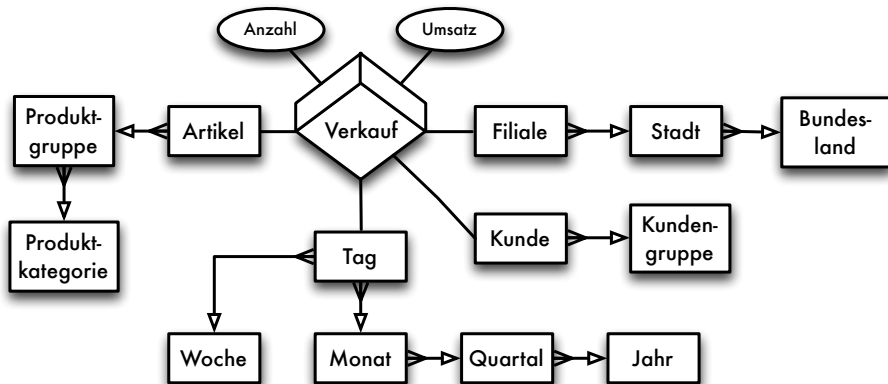 Anzahl
Umsatz
Produkt-
gruppe
Artikel
Verkauf
Filiale
Stadt
Bundes-
land
Produkt-
kategorie
Tag
Kunde
Kunden-
gruppe
Woche
Monat
Quartal
Jahr